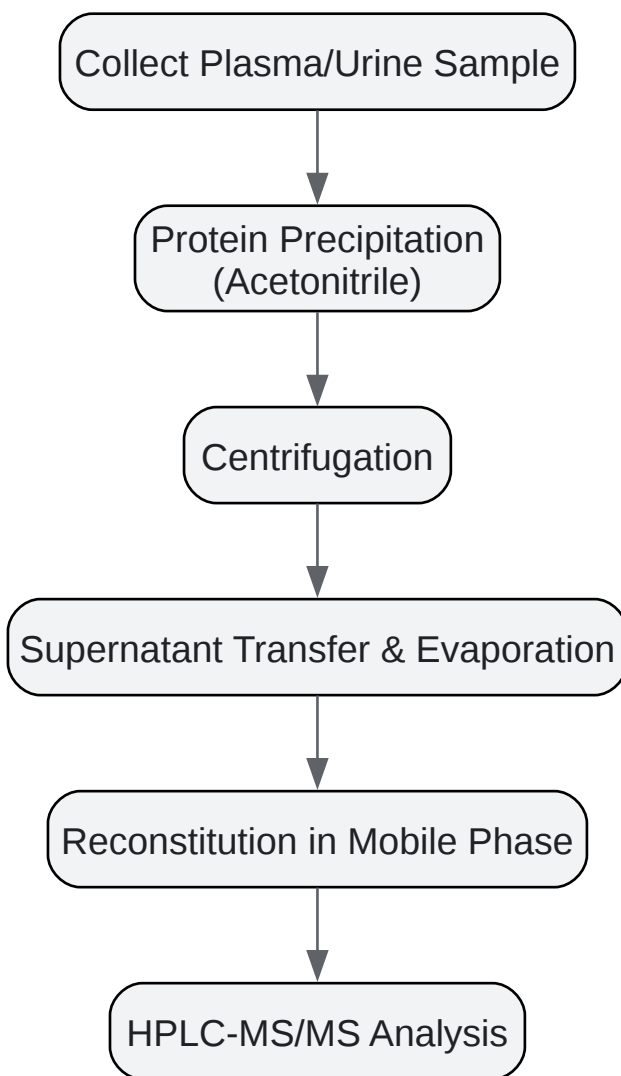 Collect Plasma/Urine Sample
Protein Precipitation
(Acetonitrile)
Centrifugation
Supernatant Transfer & Evaporation
Reconstitution in Mobile Phase
HPLC-MS/MS Analysis